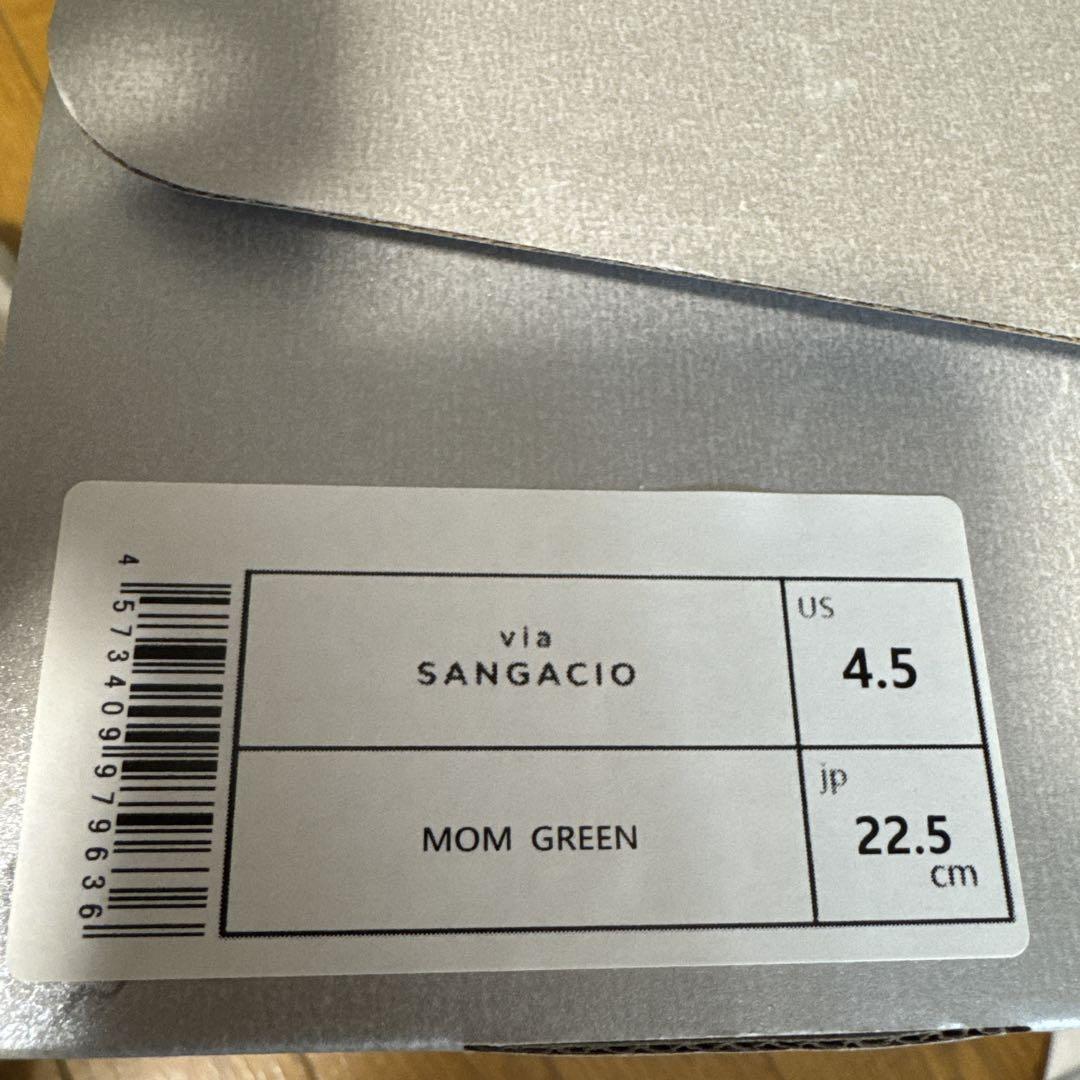 4573409979636
via
SANGACIO
US
4.5
MOM GREEN
jp
22.5
cm